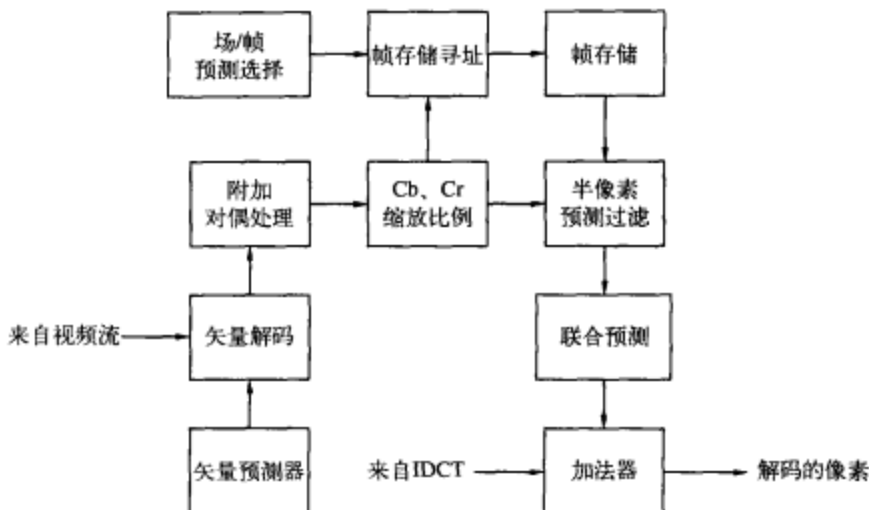 场/帧
预测选择
帧存储寻址
帧存储
附加
对偶处理
Cb、Cr
缩放比例
半像素
预测过滤
来自视频流
矢量解码
联合预测
矢量预测器
来自IDCT
加法器
解码的像素